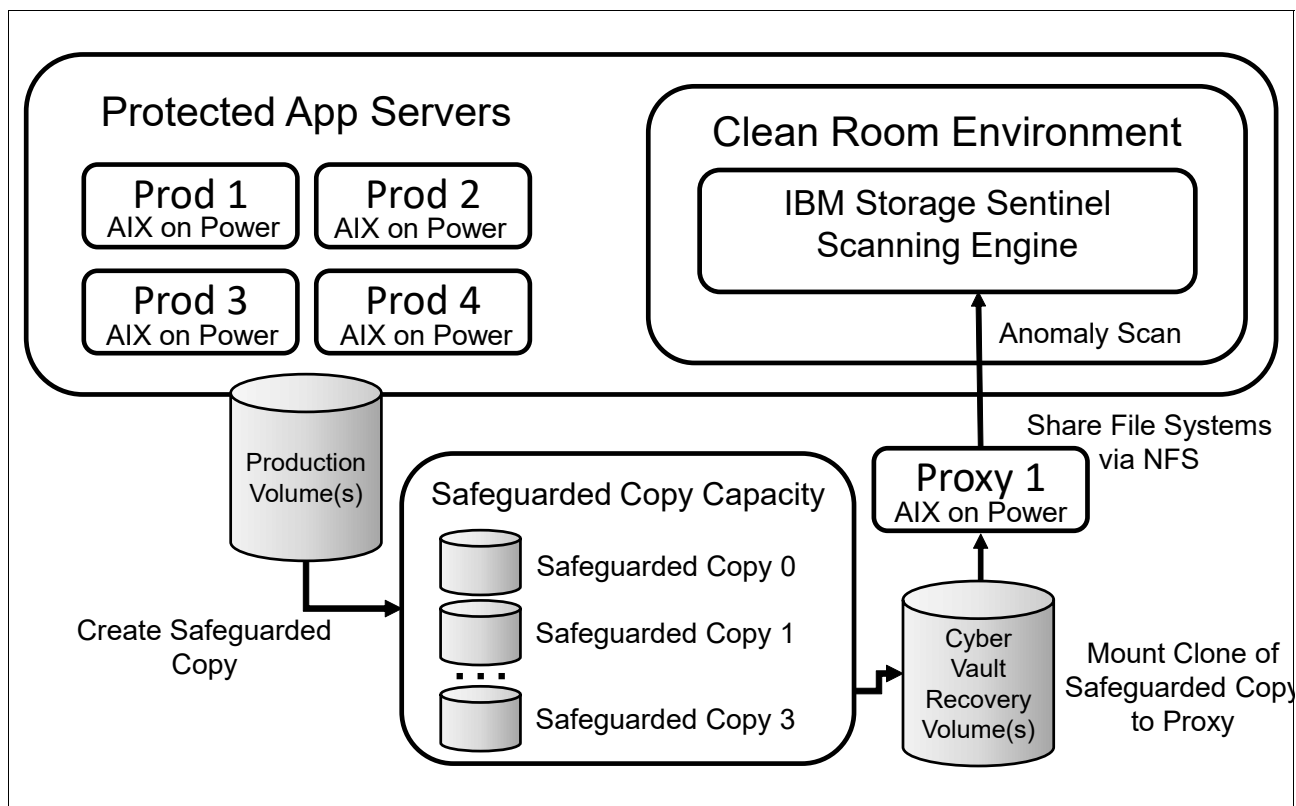 Protected App Servers
Prod 1
AIX on Power
Prod 2
AIX on Power
Prod 3
AIX on Power
Prod 4
AIX on Power
Clean Room Environment
IBM Storage Sentinel
Scanning Engine
Anomaly Scan
Share File Systems
via NFS
Proxy 1
AIX on Power
Production
Volume(s)
Create Safeguarded
Copy
Safeguarded Copy Capacity
Safeguarded Copy 0
Safeguarded Copy 1
...
Safeguarded Copy 3
Cyber
Vault
Recovery
Volume(s)
Mount Clone of
Safeguarded Copy
to Proxy